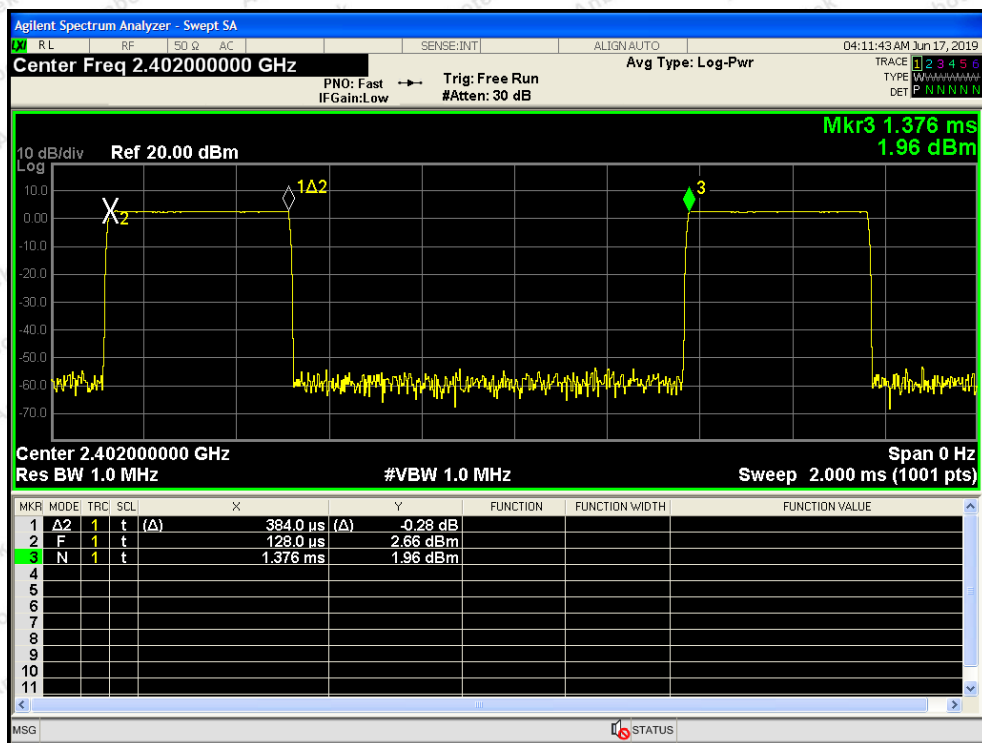 Agilent Spectrum Analyzer - Swept SA
LXI RL RF 50 Ω AC SENSE:INT ALIGNAUTO 04:11:43 AM Jun 17, 2019
Center Freq 2.402000000 GHz
PNO: Fast
IFGain:Low
Trig: Free Run
#Atten: 30 dB
Avg Type: Log-Pwr
TRACE 1 2 3 4 5 6
TYPE W
DET P N N N N N
Mkr3 1.376 ms
1.96 dBm
10 dB/div Ref 20.00 dBm
Log
10.0
0.00
-10.0
-20.0
-30.0
-40.0
-50.0
-60.0
-70.0
X2
1Δ2
3
Center 2.402000000 GHz Span 0 Hz
Res BW 1.0 MHz #VBW 1.0 MHz Sweep 2.000 ms (1001 pts)
MKR MODE TRC SCL X Y FUNCTION FUNCTION WIDTH FUNCTION VALUE
1 Δ2 1 t (Δ) 384.0 µs (Δ) -0.28 dB
2 F 1 t 128.0 µs 2.66 dBm
3 N 1 t 1.376 ms 1.96 dBm
4
5
6
7
8
9
10
11
MSG STATUS